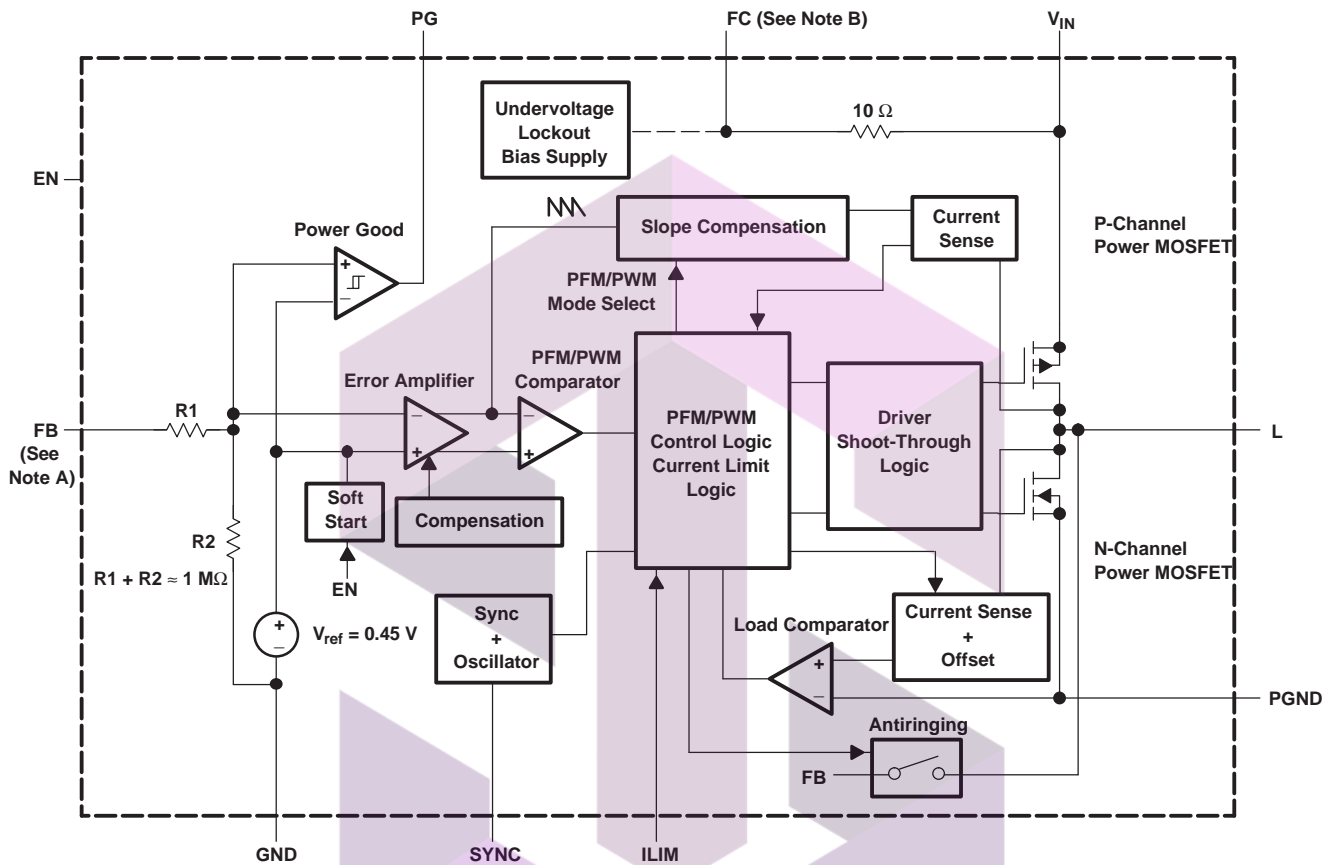 PG
FC (See Note B)
VIN
Undervoltage
Lockout
Bias Supply
10 Ω
EN
Power Good
+
−
Slope Compensation
Current
Sense
P-Channel
Power MOSFET
PFM/PWM
Mode Select
PFM/PWM
Comparator
Error Amplifier
R1
FB
(See
Note A)
−
+
−
+
PFM/PWM
Control Logic
Current Limit
Logic
Driver
Shoot-Through
Logic
L
Soft
Start
Compensation
R2
R1 + R2 ≈ 1 MΩ
EN
N-Channel
Power MOSFET
+
−
Vref = 0.45 V
Sync
+
Oscillator
Load Comparator
+
−
Current Sense
+
Offset
PGND
Antiringing
FB
GND
SYNC
ILIM